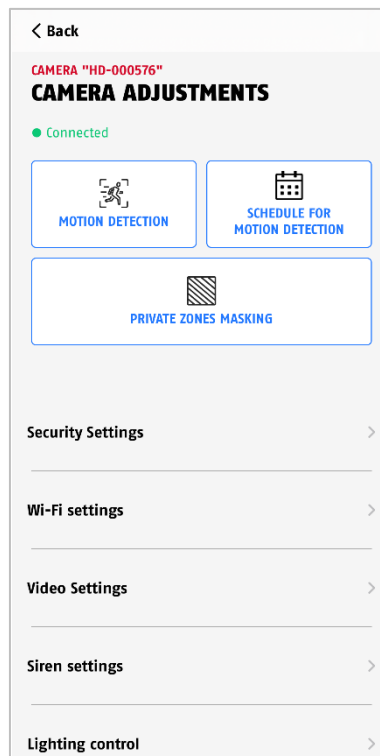 Back
CAMERA "HD-000576"
CAMERA ADJUSTMENTS
Connected
MOTION DETECTION
SCHEDULE FOR
MOTION DETECTION
PRIVATE ZONES MASKING
Security Settings
Wi-Fi settings
Video Settings
Siren settings
Lighting control